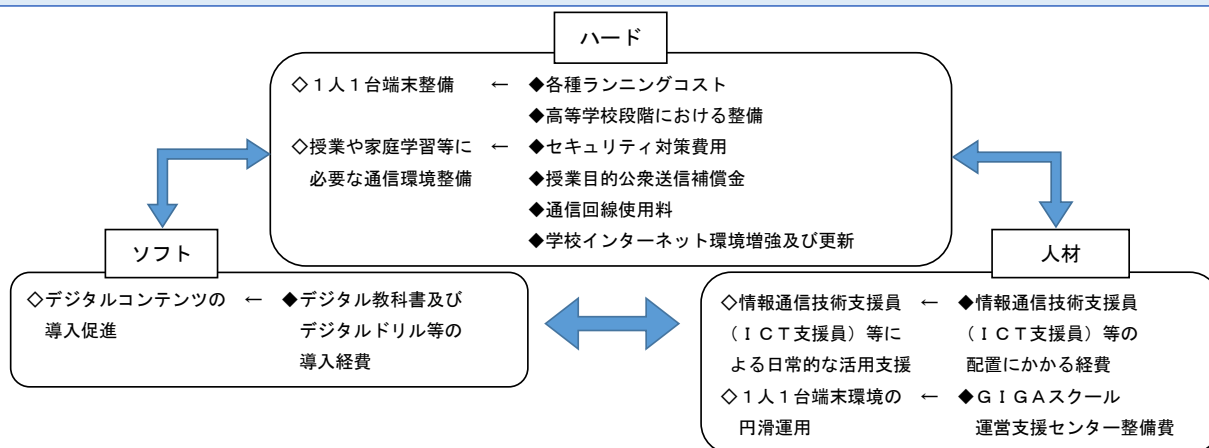 ハード
◇１人１台端末整備 ← ◆各種ランニングコスト
◆高等学校段階における整備
◇授業や家庭学習等に ← ◆セキュリティ対策費用
必要な通信環境整備 ◆授業目的公衆送信補償金
◆通信回線使用料
◆学校インターネット環境増強及び更新
ソフト
◇デジタルコンテンツの ← ◆デジタル教科書及び
導入促進 デジタルドリル等の
導入経費
人材
◇情報通信技術支援員 ← ◆情報通信技術支援員
（ＩＣＴ支援員）等に （ＩＣＴ支援員）等の
よる日常的な活用支援 配置にかかる経費
◇１人１台端末環境の ← ◆ＧＩＧＡスクール
円滑運用 運営支援センター整備費